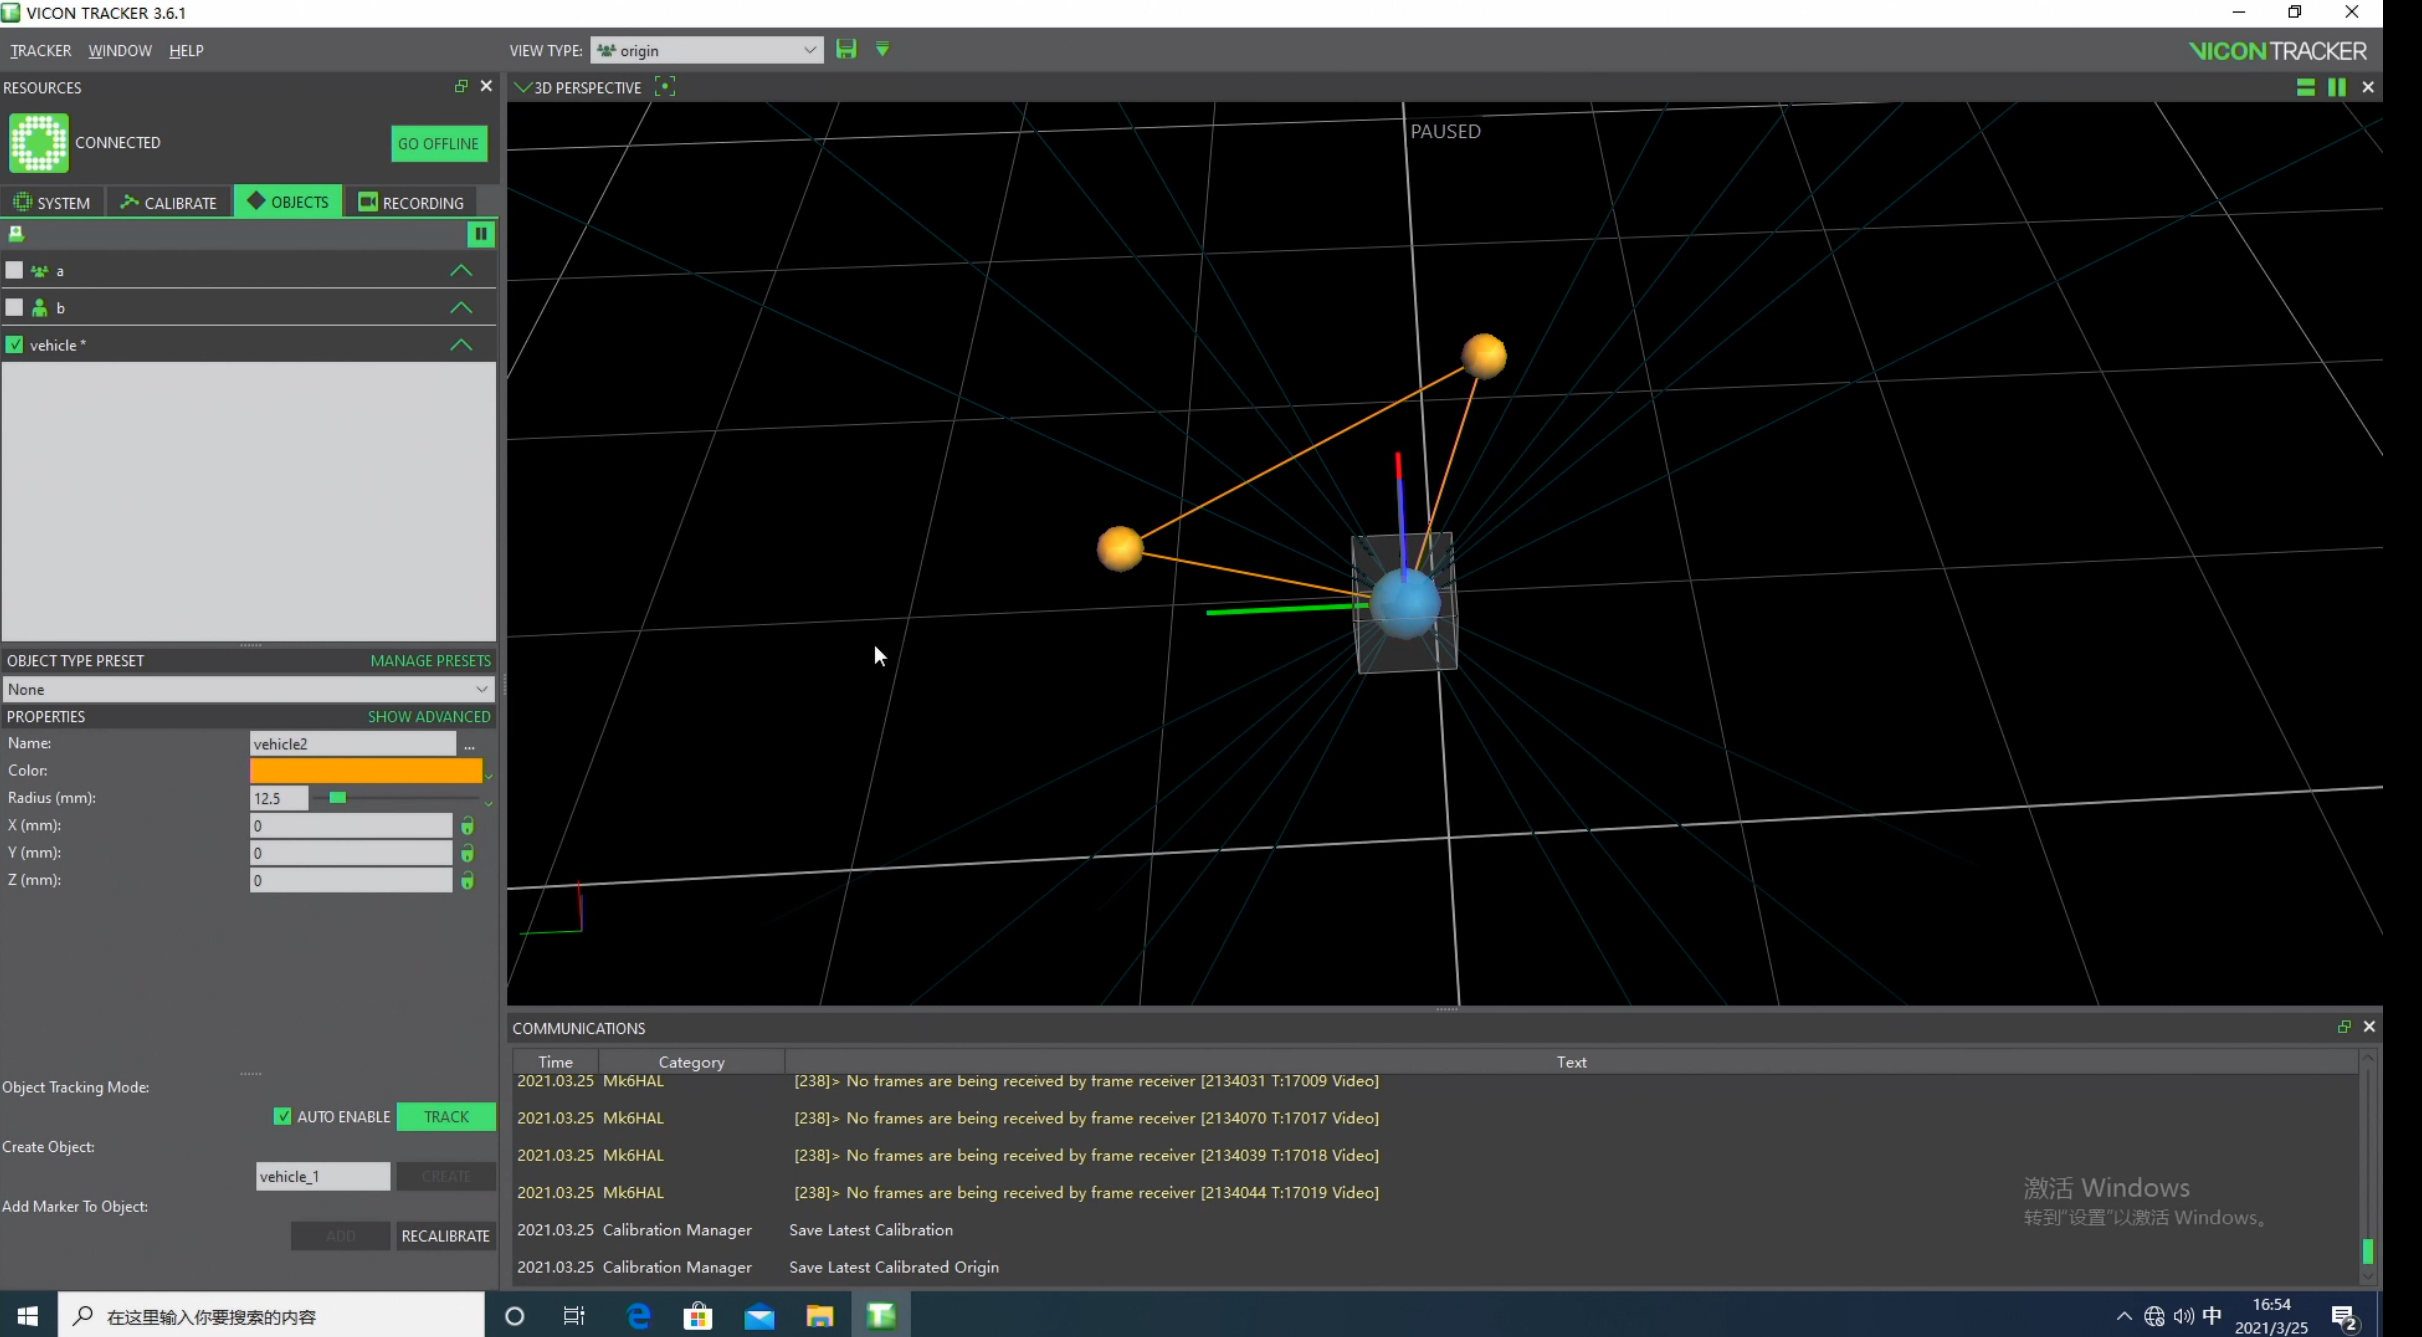 VICON TRACKER 3.6.1
TRACKER WINDOW HELP
VIEW TYPE: origin
VICON TRACKER
RESOURCES
3D PERSPECTIVE
CONNECTED
GO OFFLINE
PAUSED
SYSTEM CALIBRATE OBJECTS RECORDING
a
b
vehicle *
OBJECT TYPE PRESET MANAGE PRESETS
None
PROPERTIES SHOW ADVANCED
Name: vehicle2 ...
Color:
Radius (mm): 12.5
X (mm): 0
Y (mm): 0
Z (mm): 0
Object Tracking Mode:
AUTO ENABLE TRACK
Create Object:
vehicle_1 CREATE
Add Marker To Object:
ADD RECALIBRATE
COMMUNICATIONS
Time Category Text
2021.03.25 Mk6HAL [238]> No frames are being received by frame receiver [2134031 T:17009 Video]
2021.03.25 Mk6HAL [238]> No frames are being received by frame receiver [2134070 T:17017 Video]
2021.03.25 Mk6HAL [238]> No frames are being received by frame receiver [2134039 T:17018 Video]
2021.03.25 Mk6HAL [238]> No frames are being received by frame receiver [2134044 T:17019 Video]
2021.03.25 Calibration Manager Save Latest Calibration
2021.03.25 Calibration Manager Save Latest Calibrated Origin
激活 Windows
转到"设置"以激活 Windows。
在这里输入你要搜索的内容
中
16:54
2021/3/25
2